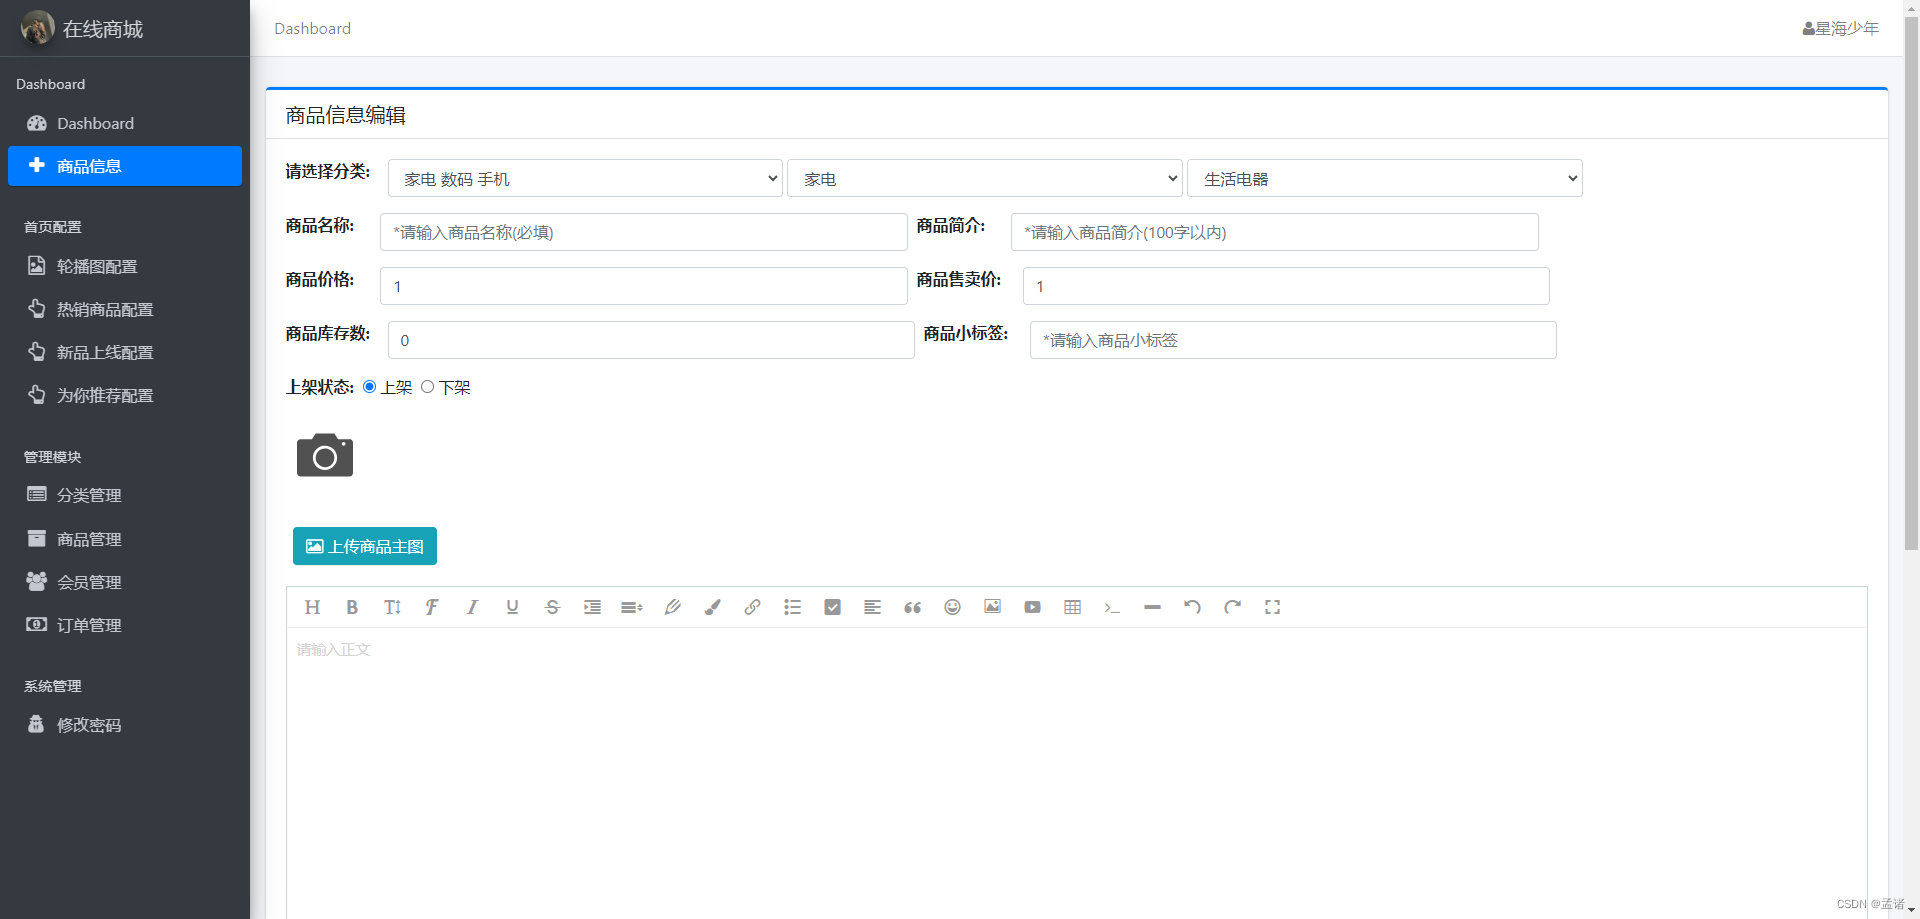 在线商城
Dashboard
星海少年
Dashboard
Dashboard
商品信息
首页配置
轮播图配置
热销商品配置
新品上线配置
为你推荐配置
管理模块
分类管理
商品管理
会员管理
订单管理
系统管理
修改密码
商品信息编辑
请选择分类: 家电 数码 手机 家电 生活电器
商品名称: *请输入商品名称(必填) 商品简介: *请输入商品简介(100字以内)
商品价格: 1 商品售卖价: 1
商品库存数: 0 商品小标签: *请输入商品小标签
上架状态: 上架 下架
上传商品主图
请输入正文
CSDN @孟诸